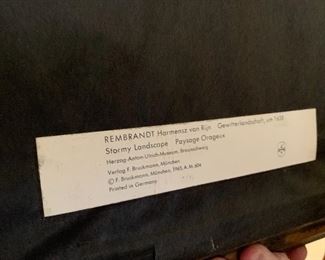 REMBRANDT Harmensz van Rijn Gewitterlandschaft, um 1638
Stormy Landscape Paysage Orageux
Herzog-Anton-Ulrich-Museum, Braunschweig
Verlag F. Bruckmann, München
© F. Bruckmann, München, 1965, A. M. 604
Printed in Germany